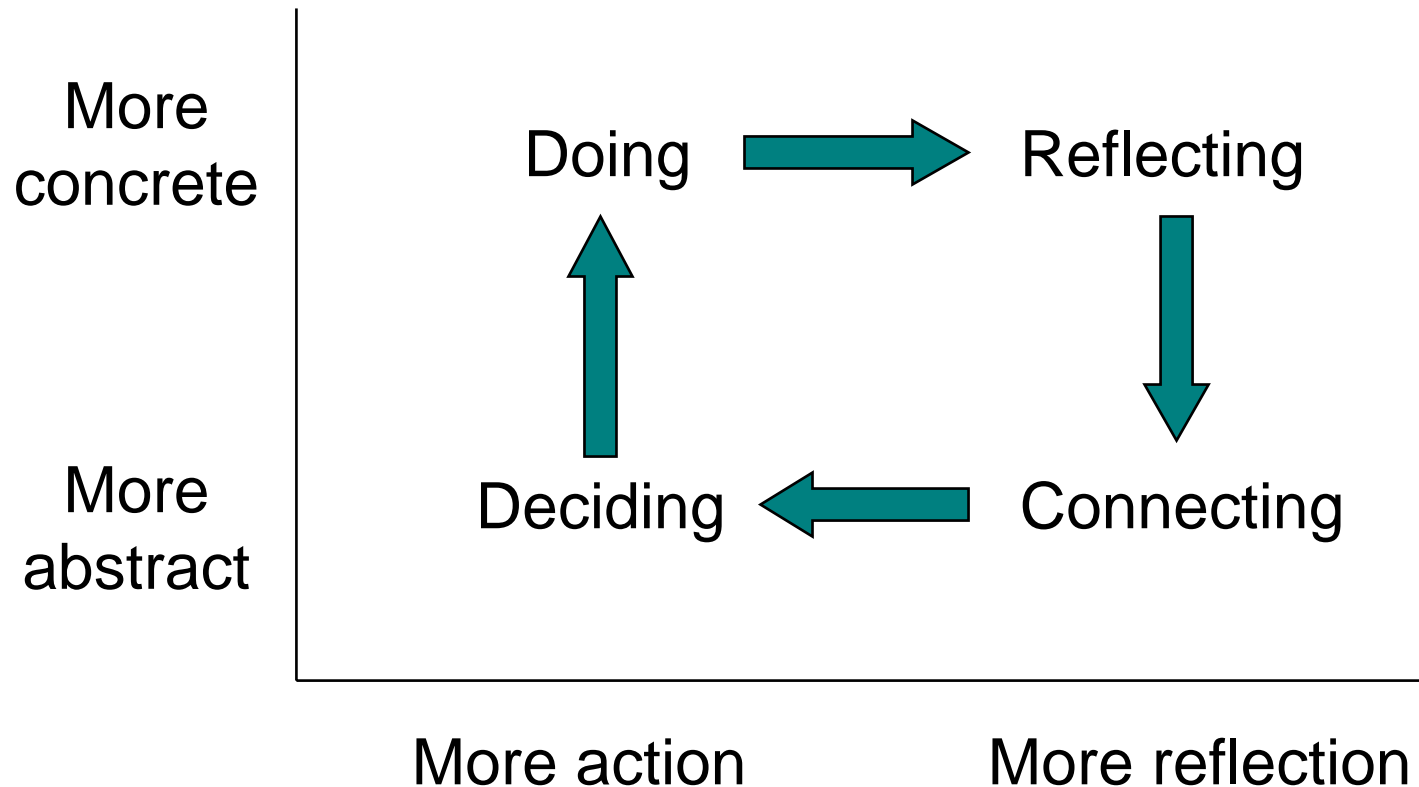 More
concrete
Doing
Reflecting
More
abstract
Deciding
Connecting
More action
More reflection